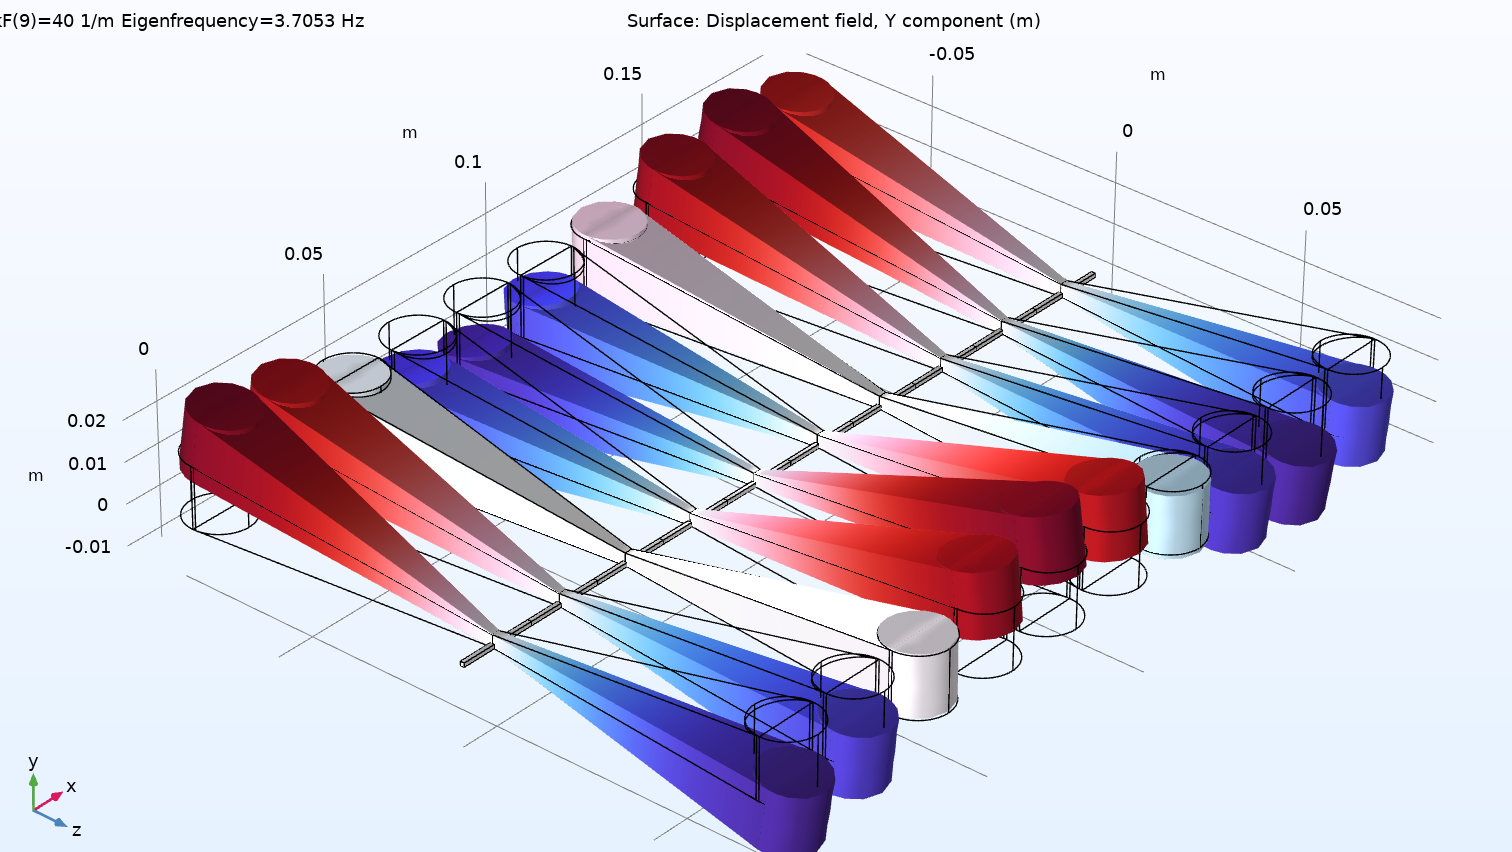 kF(9)=40 1/m Eigenfrequency=3.7053 Hz
Surface: Displacement field, Y component (m)
-0.05
0.15
m
0
m
0.1
0.05
0.05
0
0.02
0.01
m
0
-0.01
y
x
z